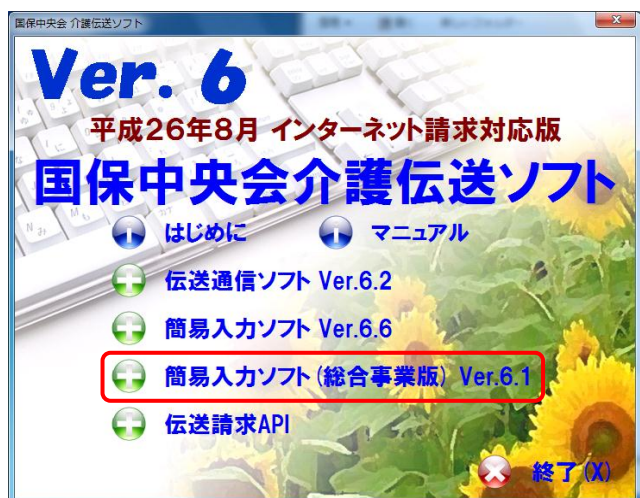 国保中央会 介護伝送ソフト
Ver. 6
平成26年8月 インターネット請求対応版
国保中央会介護伝送ソフト
はじめに マニュアル
伝送通信ソフト Ver.6.2
簡易入力ソフト Ver.6.6
簡易入力ソフト(総合事業版) Ver.6.1
伝送請求API
終了(X)